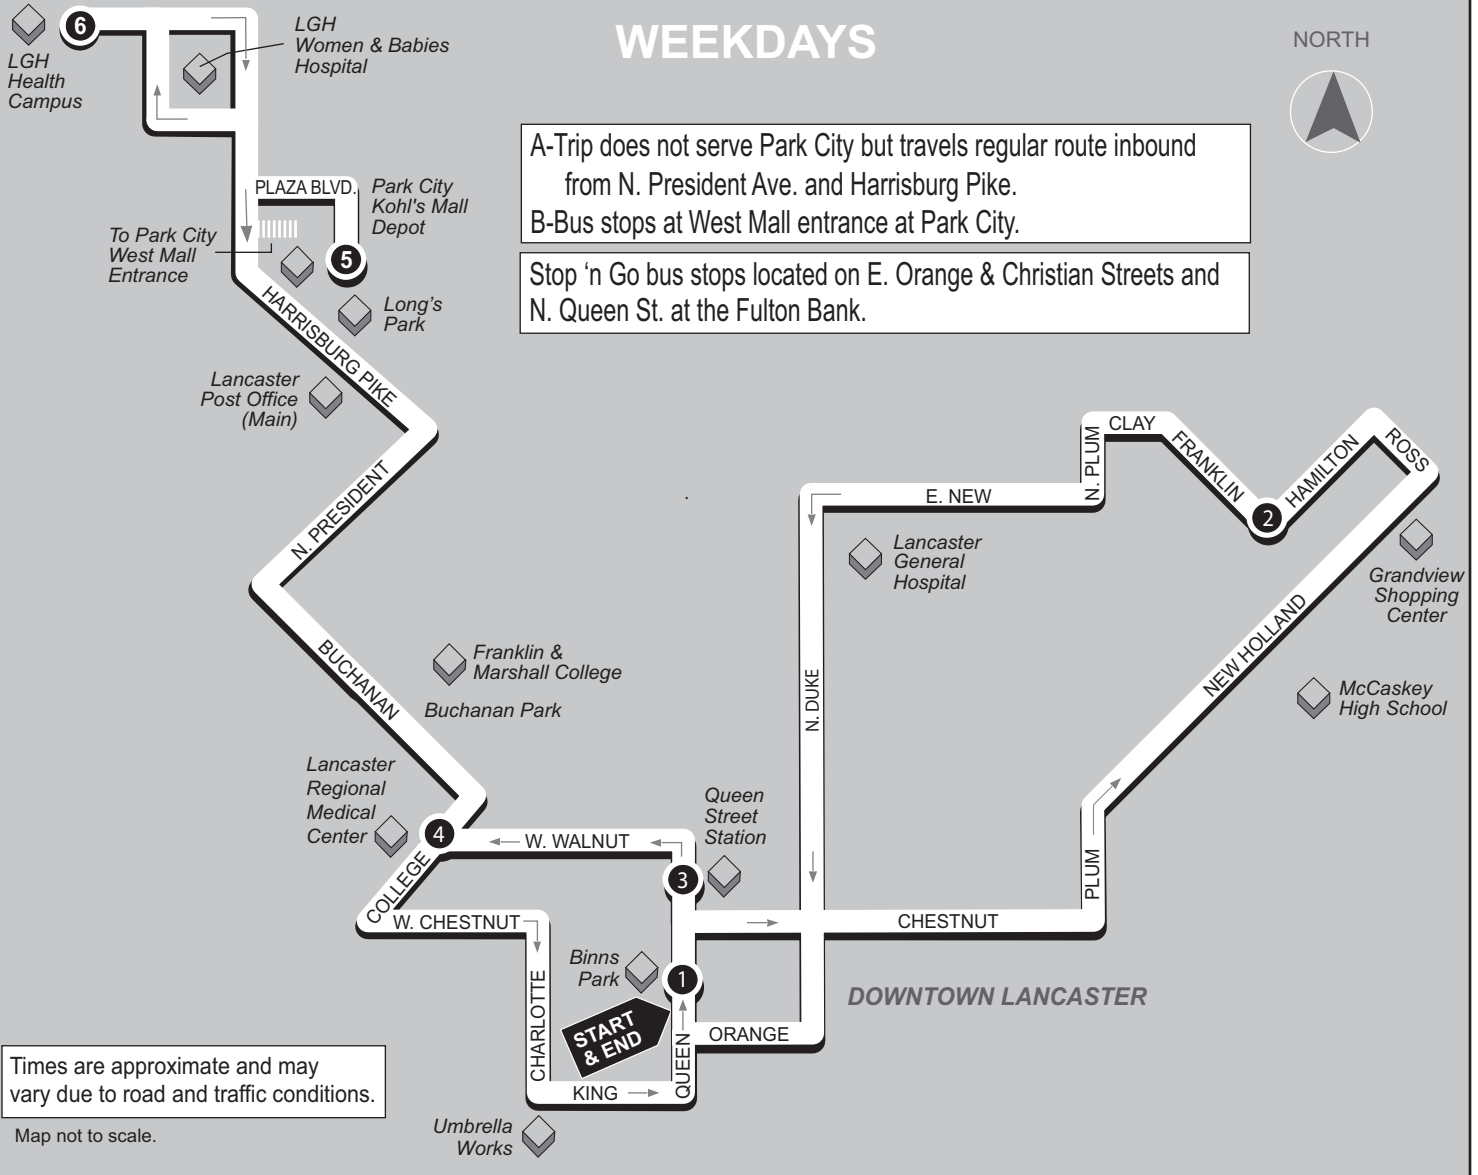 6
LGH
Health
Campus
LGH
Women & Babies
Hospital
WEEKDAYS
NORTH
A-Trip does not serve Park City but travels regular route inbound
from N. President Ave. and Harrisburg Pike.
B-Bus stops at West Mall entrance at Park City.
Stop ‘n Go bus stops located on E. Orange & Christian Streets and
N. Queen St. at the Fulton Bank.
PLAZA BLVD.
Park City
Kohl's Mall
Depot
To Park City
West Mall
Entrance
5
Long’s
Park
HARRISBURG PIKE
Lancaster
Post Office
(Main)
N. PRESIDENT
BUCHANAN
Franklin &
Marshall College
Buchanan Park
Lancaster
Regional
Medical
Center
4
COLLEGE
W. WALNUT
Queen
Street
Station
3
W. CHESTNUT
CHARLOTTE
Binns
Park
1
START
& END
QUEEN
KING
Umbrella
Works
ORANGE
DOWNTOWN LANCASTER
CHESTNUT
PLUM
NEW HOLLAND
McCaskey
High School
Grandview
Shopping
Center
ROSS
HAMILTON
2
FRANKLIN
CLAY
N. PLUM
E. NEW
Lancaster
General
Hospital
N. DUKE
Times are approximate and may
vary due to road and traffic conditions.
Map not to scale.